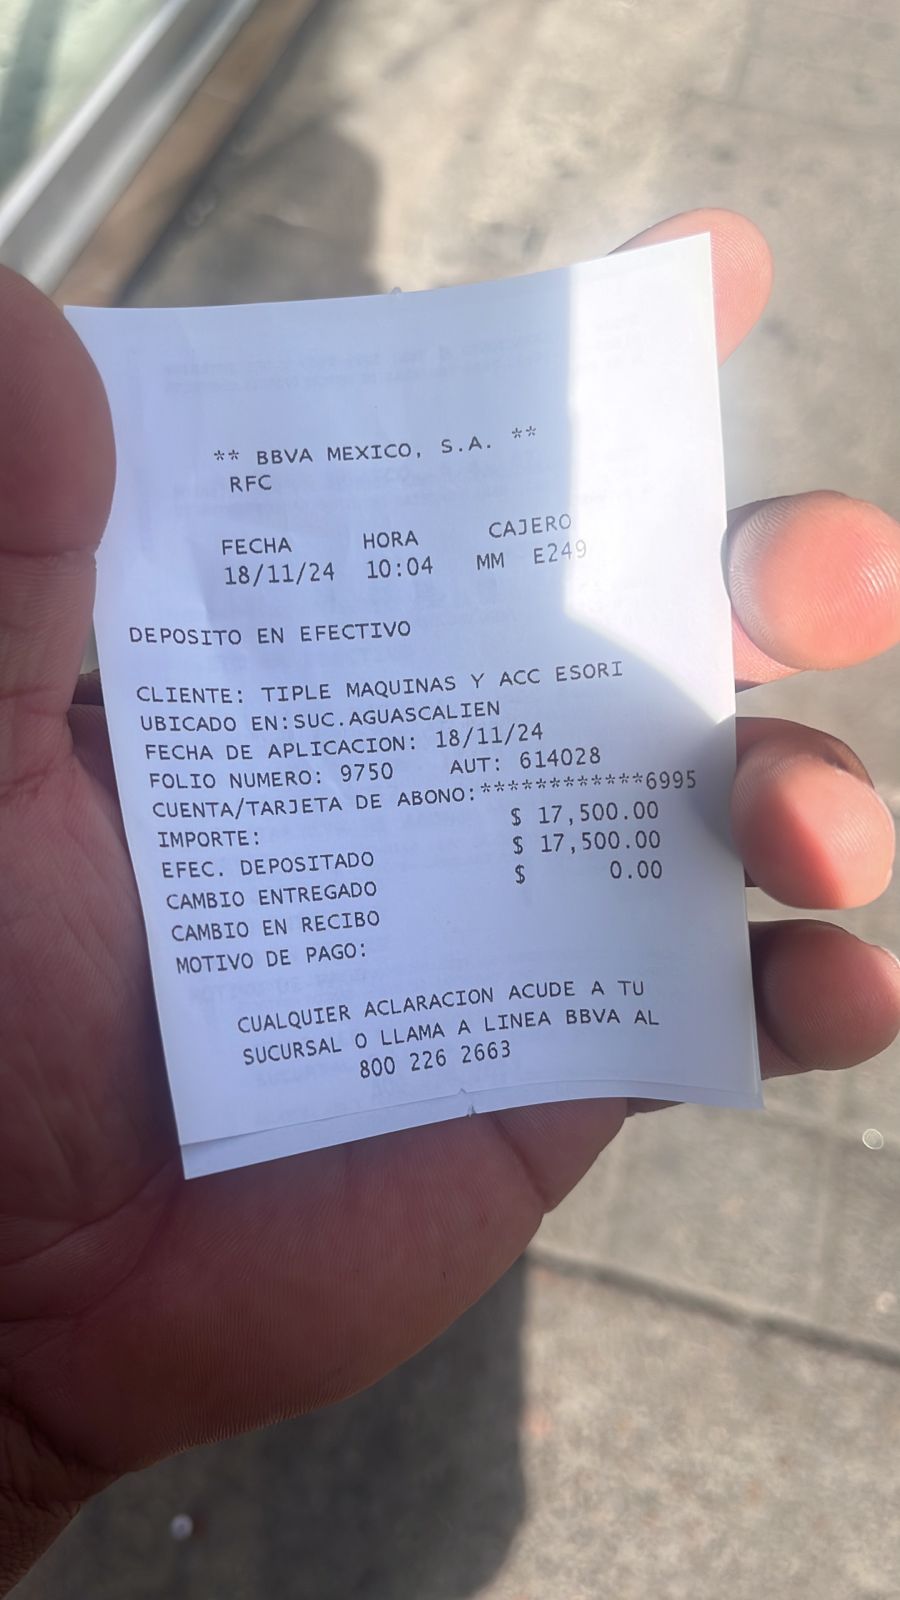 ** BBVA MEXICO, S.A. **
RFC
FECHA HORA CAJERO
18/11/24 10:04 MM E249
DEPOSITO EN EFECTIVO
CLIENTE: TIPLE MAQUINAS Y ACC ESORI
UBICADO EN:SUC.AGUASCALIEN
FECHA DE APLICACION: 18/11/24
FOLIO NUMERO: 9750 AUT: 614028
CUENTA/TARJETA DE ABONO:************6995
IMPORTE: $ 17,500.00
EFEC. DEPOSITADO $ 17,500.00
CAMBIO ENTREGADO $ 0.00
CAMBIO EN RECIBO
MOTIVO DE PAGO:
CUALQUIER ACLARACION ACUDE A TU
SUCURSAL O LLAMA A LINEA BBVA AL
800 226 2663